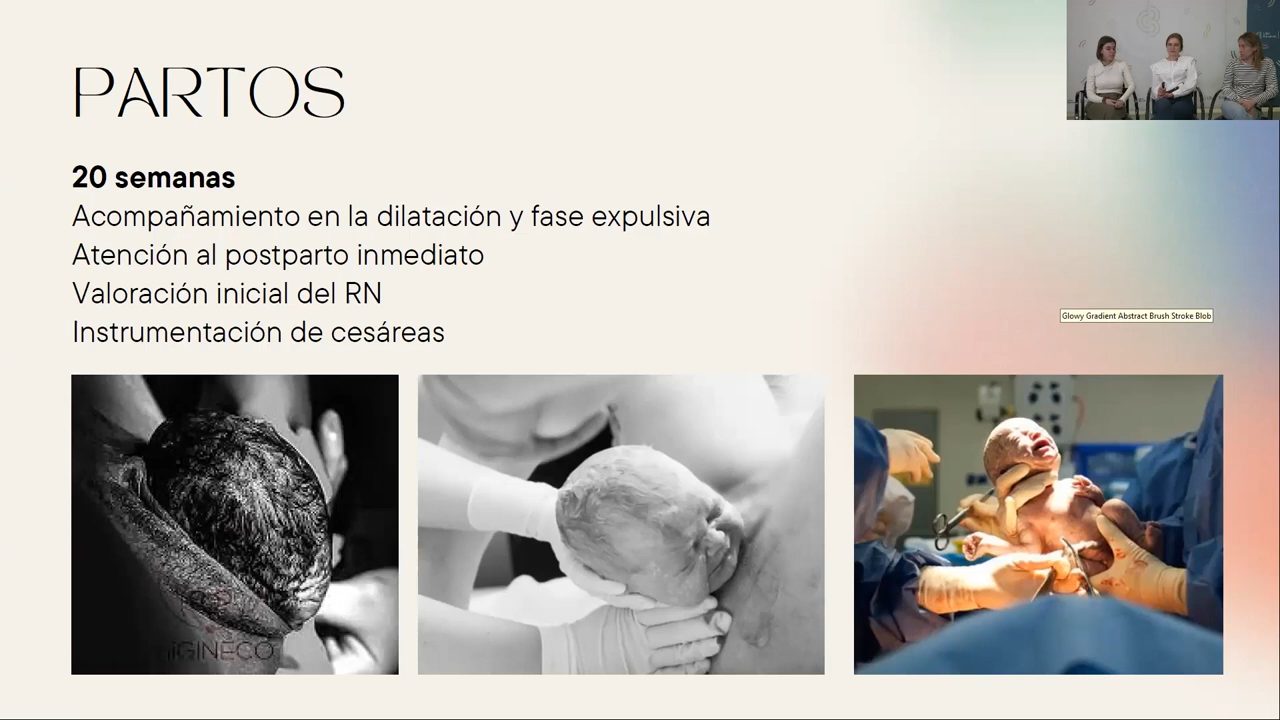 PARTOS
20 semanas
Acompañamiento en la dilatación y fase expulsiva
Atención al postparto inmediato
Valoración inicial del RN
Instrumentación de cesáreas
Glowy Gradient Abstract Brush Stroke Blob